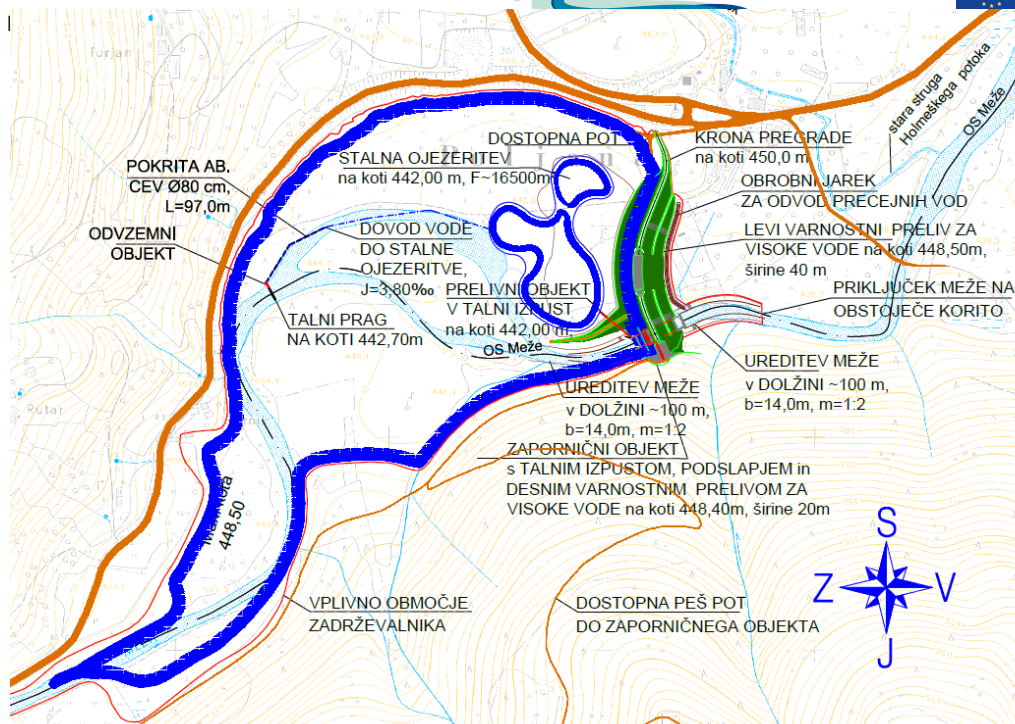 Furjan
stara struga
Holmeškega potoka
OS Meže
DOSTOPNA POT
KRONA PREGRADE
na koti 450,0 m
STALNA OJEZERITEV
na koti 442,00 m, F~16500m
POKRITA AB.
CEV Ø80 cm,
L=97,0m
OBROBNI JAREK
ZA ODVOD PRECEJNIH VOD
ODVZEMNI
OBJEKT
DOVOD VODE
DO STALNE
OJEZERITVE,
J=3,80‰
LEVI VARNOSTNI PRELIV ZA
VISOKE VODE na koti 448,50m,
širine 40 m
PRELIVNI OBJEKT
V TALNI IZPUST
na koti 442,00 m,
PRIKLJUČEK MEŽE NA
OBSTOJEČE KORITO
TALNI PRAG
NA KOTI 442,70m
OS Meže
UREDITEV MEŽE
v DOLŽINI ~100 m,
b=14,0m, m=1:2
UREDITEV MEŽE
v DOLŽINI ~100 m,
b=14,0m, m=1:2
Rutar
ZAPORNIČNI OBJEKT
s TALNIM IZPUSTOM, PODSLAPJEM in
DESNIM VARNOSTNIM PRELIVOM ZA
VISOKE VODE na koti 448,40m, širine 20m
kota
448,50
VPLIVNO OBMOČJE
ZADRŽEVALNIKA
DOSTOPNA PEŠ POT
DO ZAPORNIČNEGA OBJEKTA
S
Z
V
J